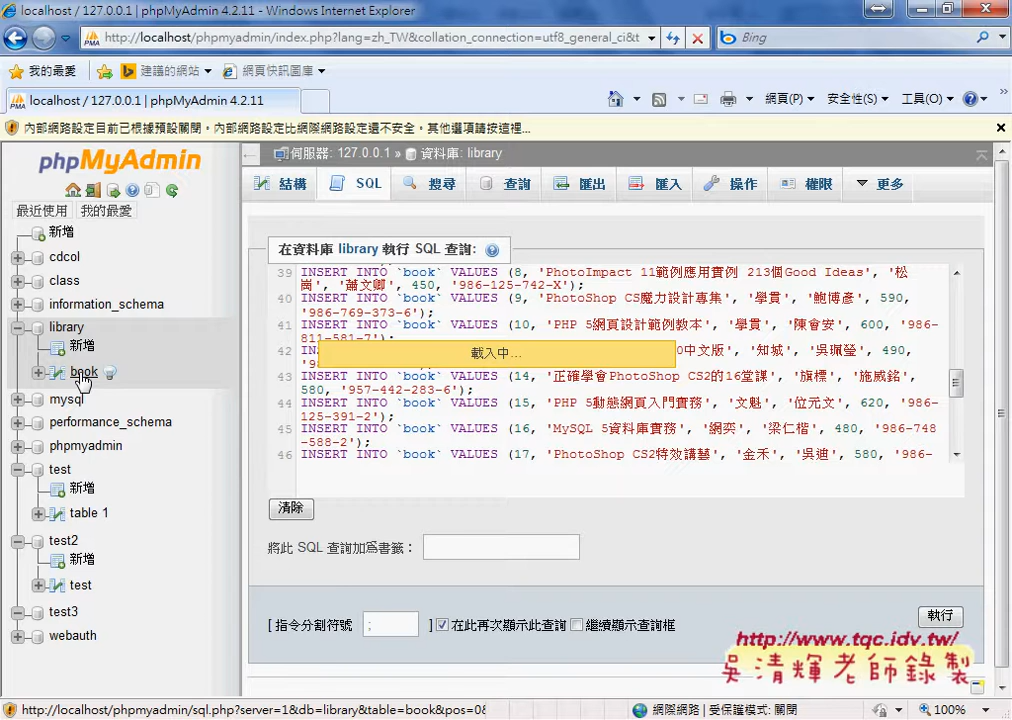 localhost / 127.0.0.1 | phpMyAdmin 4.2.11 - Windows Internet Explorer
http://localhost/phpmyadmin/index.php?lang=zh_TW&collation_connection=utf8_general_ci&t
Bing
我的最愛
建議的網站
網頁快訊圖庫
localhost / 127.0.0.1 | phpMyAdmin 4.2.11
網頁(P)
安全性(S)
工具(O)
內部網路設定目前已根據預設關閉，內部網路設定比網際網路設定還不安全，其他選項請按這裡...
phpMyAdmin
最近使用
我的最愛
新增
cdcol
class
information_schema
library
新增
book
mysql
performance_schema
phpmyadmin
test
新增
table 1
test2
新增
test
test3
webauth
伺服器: 127.0.0.1 » 資料庫: library
結構
SQL
搜尋
查詢
匯出
匯入
操作
權限
更多
在資料庫 library 執行 SQL 查詢:
39 INSERT INTO `book` VALUES (8, 'PhotoImpact 11範例應用實例 213個Good Ideas', '松
崗', '蕭文卿', 450, '986-125-742-X');
40 INSERT INTO `book` VALUES (9, 'PhotoShop CS魔力設計專集', '學貫', '鮑博彥', 590,
'986-769-373-6');
41 INSERT INTO `book` VALUES (10, 'PHP 5網頁設計範例教本', '學貫', '陳會安', 600, '986-
811-581-7');
42 IN
0中文版', '知城', '吳珮瑩', 490,
載入中...
43 INSERT INTO `book` VALUES (14, '正確學會PhotoShop CS2的16堂課', '旗標', '施威銘',
580, '957-442-283-6');
44 INSERT INTO `book` VALUES (15, 'PHP 5動態網頁入門實務', '文魁', '位元文', 620, '986-
125-391-2');
45 INSERT INTO `book` VALUES (16, 'MySQL 5資料庫實務', '網奕', '梁仁楷', 480, '986-748
-588-2');
46 INSERT INTO `book` VALUES (17, 'PhotoShop CS2特效講藝', '金禾', '吳迪', 580, '986-
清除
將此 SQL 查詢加為書籤：
[ 指令分割符號 ; ] 在此再次顯示此查詢 繼續顯示查詢框
執行
http://www.tqc.idv.tw/
吳清輝老師錄製
http://localhost/phpmyadmin/sql.php?server=1&db=library&table=book&pos=0&
網際網路 | 受保護模式: 關閉
100%